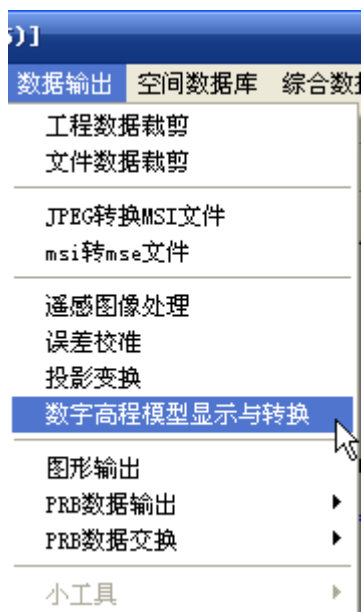 )]
数据输出 空间数据库 综合数
工程数据裁剪
文件数据裁剪
JPEG转换MSI文件
msi转mse文件
遥感图像处理
误差校准
投影变换
数字高程模型显示与转换
图形输出
PRB数据输出
PRB数据交换
小工具